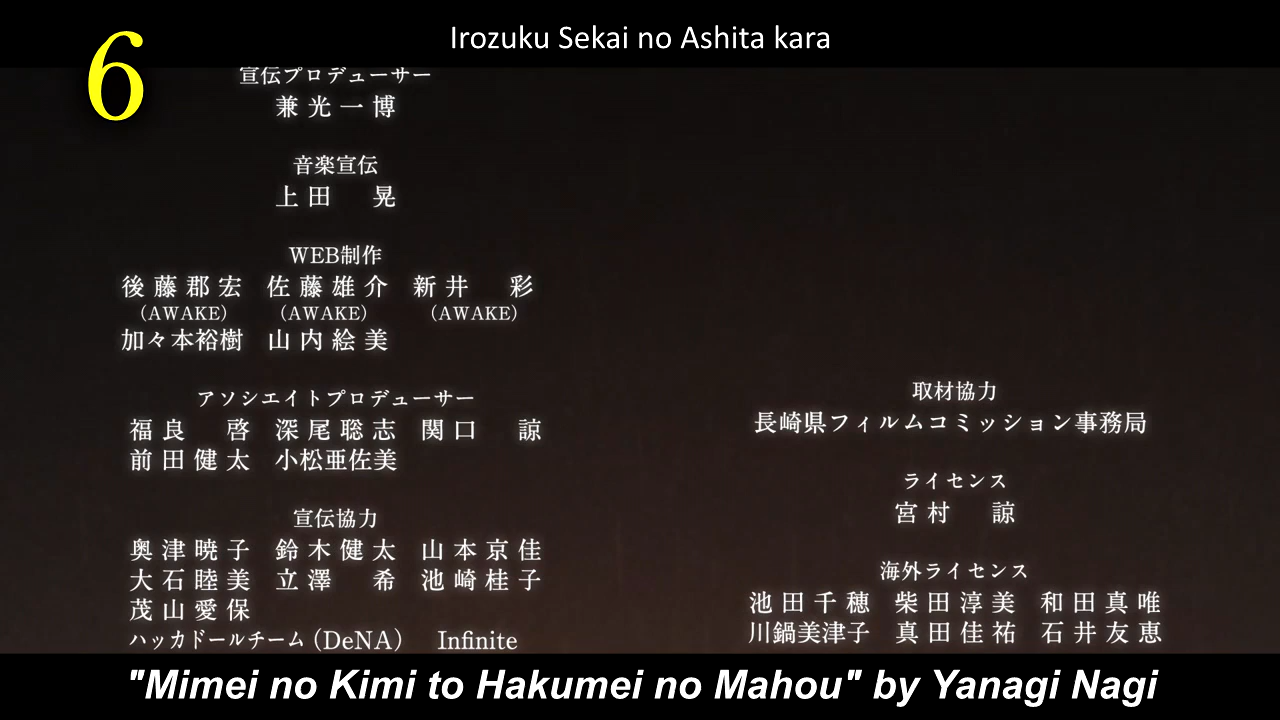 6
Irozuku Sekai no Ashita kara
宣伝プロデューサー
兼光一博
音楽宣伝
上田 晃
WEB制作
後藤郡宏 佐藤雄介 新井 彩
(AWAKE) (AWAKE) (AWAKE)
加々本裕樹 山内絵美
アソシエイトプロデューサー
福良 啓 深尾聡志 関口 諒
前田健太 小松亜佐美
宣伝協力
奥津暁子 鈴木健太 山本京佳
大石睦美 立澤 希 池崎桂子
茂山愛保
ハッカドールチーム(DeNA) Infinite
取材協力
長崎県フィルムコミッション事務局
ライセンス
宮村 諒
海外ライセンス
池田千穂 柴田淳美 和田真唯
川鍋美津子 真田佳祐 石井友恵
"Mimei no Kimi to Hakumei no Mahou" by Yanagi Nagi